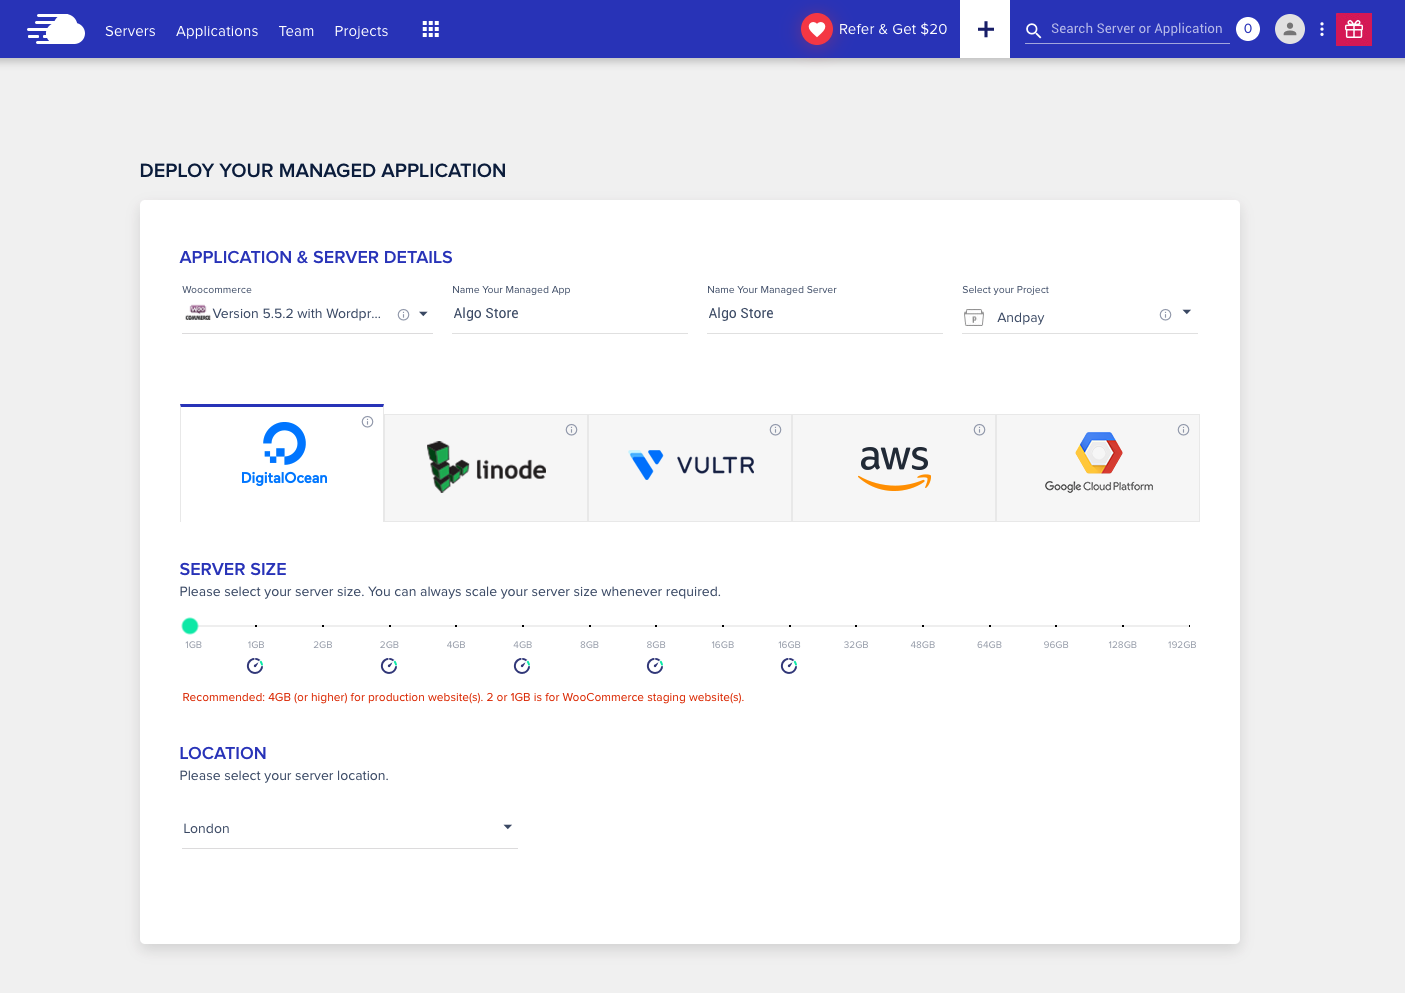 Servers Applications Team Projects Refer & Get $20 Search Server or Application 0
DEPLOY YOUR MANAGED APPLICATION
APPLICATION & SERVER DETAILS
Woocommerce Name Your Managed App Name Your Managed Server Select your Project
WOO COMMERCE Version 5.5.2 with Wordpr... Algo Store Algo Store Andpay
DigitalOcean linode VULTR aws Google Cloud Platform
SERVER SIZE
Please select your server size. You can always scale your server size whenever required.
1GB 1GB 2GB 2GB 4GB 4GB 8GB 8GB 16GB 16GB 32GB 48GB 64GB 96GB 128GB 192GB
Recommended: 4GB (or higher) for production website(s). 2 or 1GB is for WooCommerce staging website(s).
LOCATION
Please select your server location.
London